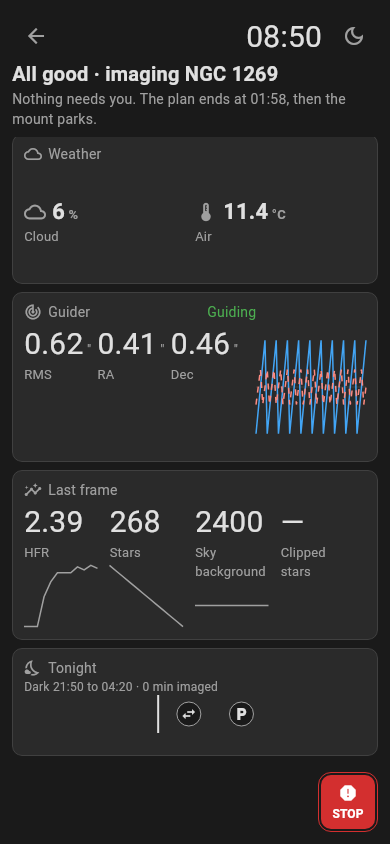 08:50
All good · imaging NGC 1269
Nothing needs you. The plan ends at 01:58, then the
mount parks.
Weather
6 %
11.4 °C
Cloud
Air
Guider
Guiding
0.62 " 0.41 " 0.46 "
RMS
RA
Dec
Last frame
2.39
268
2400
—
HFR
Stars
Sky
background
Clipped
stars
Tonight
Dark 21:50 to 04:20 · 0 min imaged
P
STOP